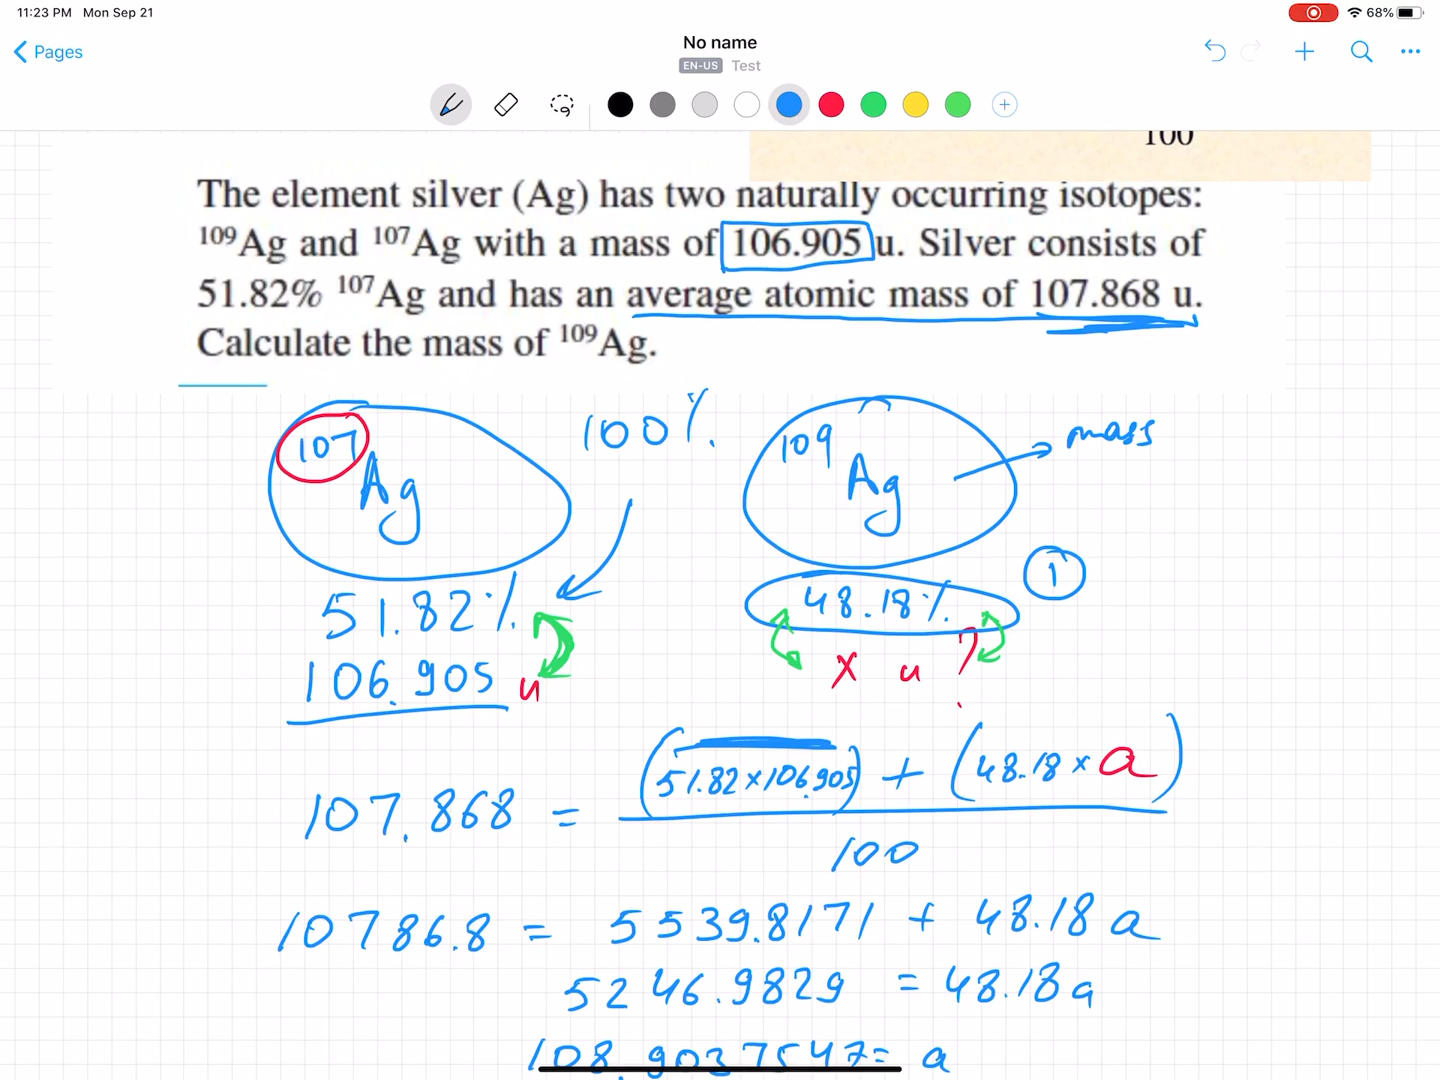 11:23 PM Mon Sep 21
68%
Pages
No name
EN-US Test
100
The element silver (Ag) has two naturally occurring isotopes:
¹⁰⁹Ag and ¹⁰⁷Ag with a mass of 106.905 u. Silver consists of
51.82% ¹⁰⁷Ag and has an average atomic mass of 107.868 u.
Calculate the mass of ¹⁰⁹Ag.
107 Ag
100%
109 Ag
mass
51.82%
48.18%
1
106.905 u
x u ?
107.868 = (51.82 × 106.905) + (48.18 × a)
100
10786.8 = 5539.8171 + 48.18 a
5246.9829 = 48.18 a
108.9037547 = a